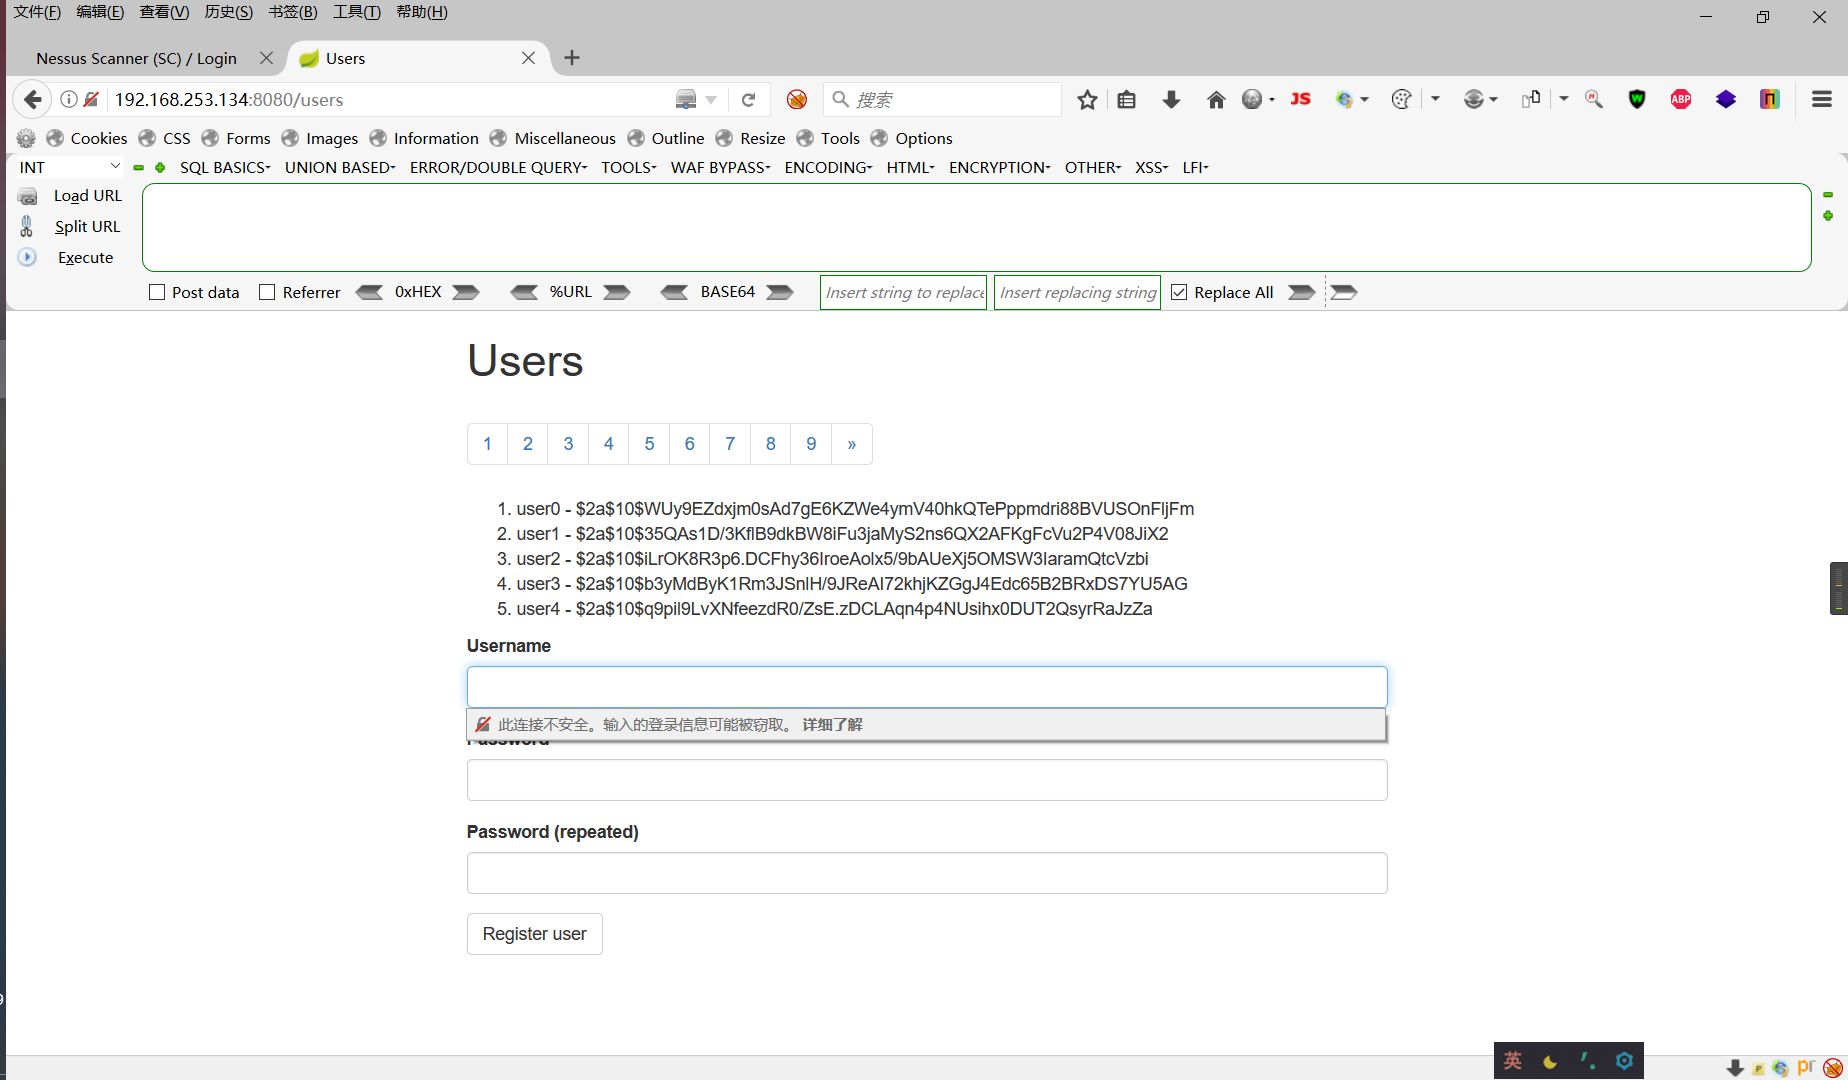 文件(F) 编辑(E) 查看(V) 历史(S) 书签(B) 工具(T) 帮助(H)
Nessus Scanner (SC) / Login
Users
192.168.253.134:8080/users
搜索
JS
ABP
Cookies CSS Forms Images Information Miscellaneous Outline Resize Tools Options
INT
SQL BASICS UNION BASED ERROR/DOUBLE QUERY TOOLS WAF BYPASS ENCODING HTML ENCRYPTION OTHER XSS LFI
Load URL
Split URL
Execute
Post data Referrer 0xHEX %URL BASE64 Insert string to replace Insert replacing string Replace All
Users
1 2 3 4 5 6 7 8 9 »
1. user0 - $2a$10$WUy9EZdxjm0sAd7gE6KZWe4ymV40hkQTePppmdri88BVUSOnFljFm
2. user1 - $2a$10$35QAs1D/3KflB9dkBW8iFu3jaMyS2ns6QX2AFKgFcVu2P4V08JiX2
3. user2 - $2a$10$iLrOK8R3p6.DCFhy36IroeAolx5/9bAUeXj5OMSW3IaramQtcVzbi
4. user3 - $2a$10$b3yMdByK1Rm3JSnlH/9JReAI72khjKZGgJ4Edc65B2BRxDS7YU5AG
5. user4 - $2a$10$q9pil9LvXNfeezdR0/ZsE.zDCLAqn4p4NUsihx0DUT2QsyrRaJzZa
Username
此连接不安全。输入的登录信息可能被窃取。 详细了解
Password
Password (repeated)
Register user
英
pr